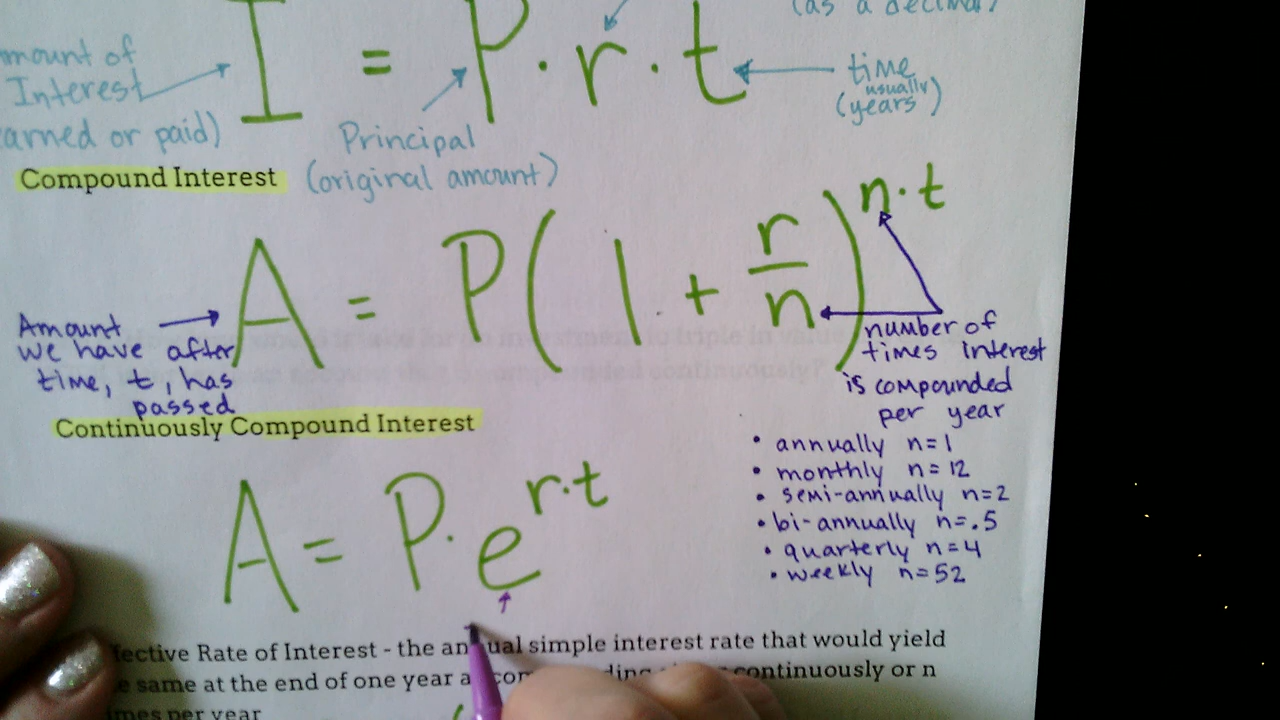 (as a decimal)
I = P · r · t
mount of
Interest
arned or paid)
Principal
(original amount)
time
usually
(years)
Compound Interest
A = P ( 1 + r/n ) n · t
Amount
we have after
time, t, has
passed
number of
times interest
is compounded
per year
Continuously Compound Interest
• annually n=1
• monthly n=12
• semi-annually n=2
• bi-annually n=.5
• quarterly n=4
• weekly n=52
A = P · e r·t
fective Rate of Interest - the annual simple interest rate that would yield
e same at the end of one year a continuously or n
mes per year